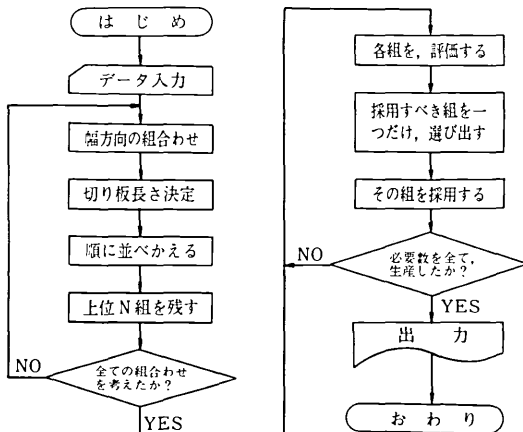 はじめ
データ入力
幅方向の組合わせ
切り板長さ決定
順に並べかえる
上位N組を残す
NO
全ての組合わせ
を考えたか?
YES
各組を,評価する
採用すべき組を一
つだけ,選び出す
その組を採用する
NO
必要数を全て,
生産したか?
YES
出力
おわり